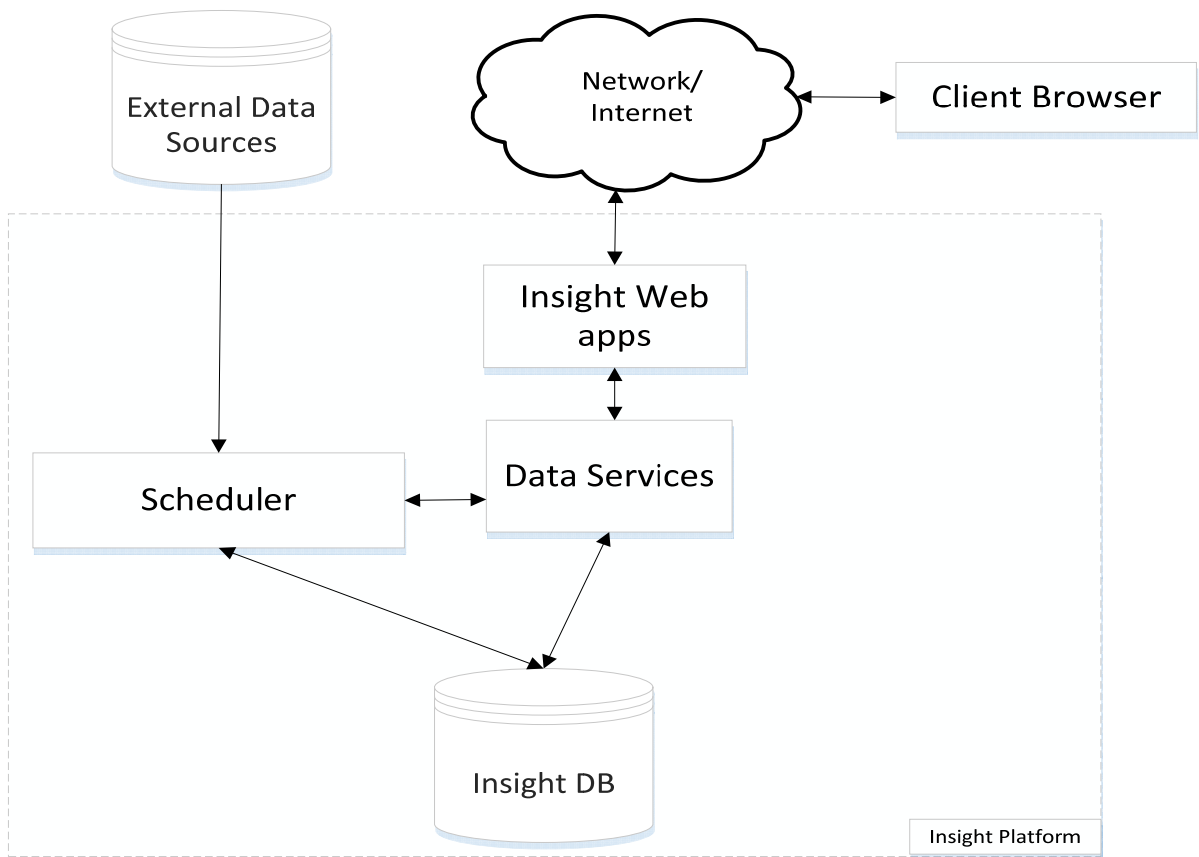 External Data
Sources
Network/
Internet
Client Browser
Insight Web
apps
Scheduler
Data Services
Insight DB
Insight Platform